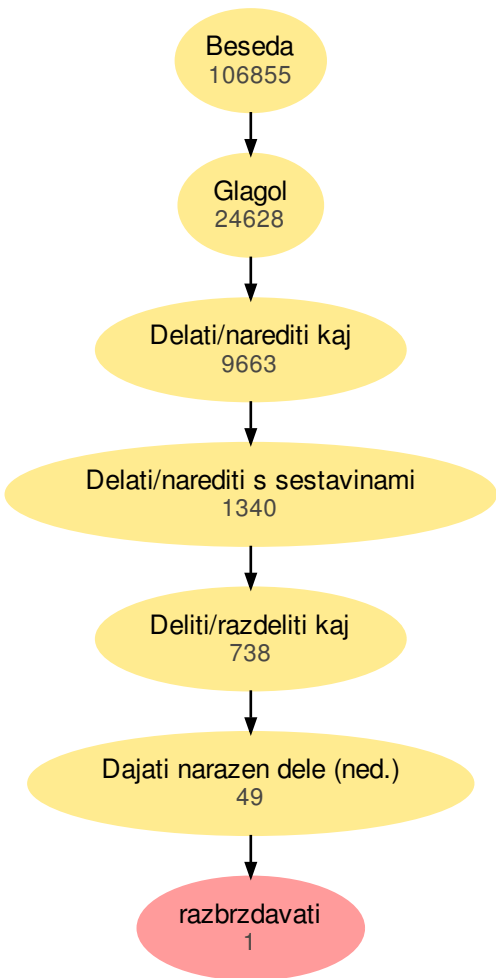 Beseda
106855
Glagol
24628
Delati/narediti kaj
9663
Delati/narediti s sestavinami
1340
Deliti/razdeliti kaj
738
Dajati narazen dele (ned.)
49
razbrzdavati
1